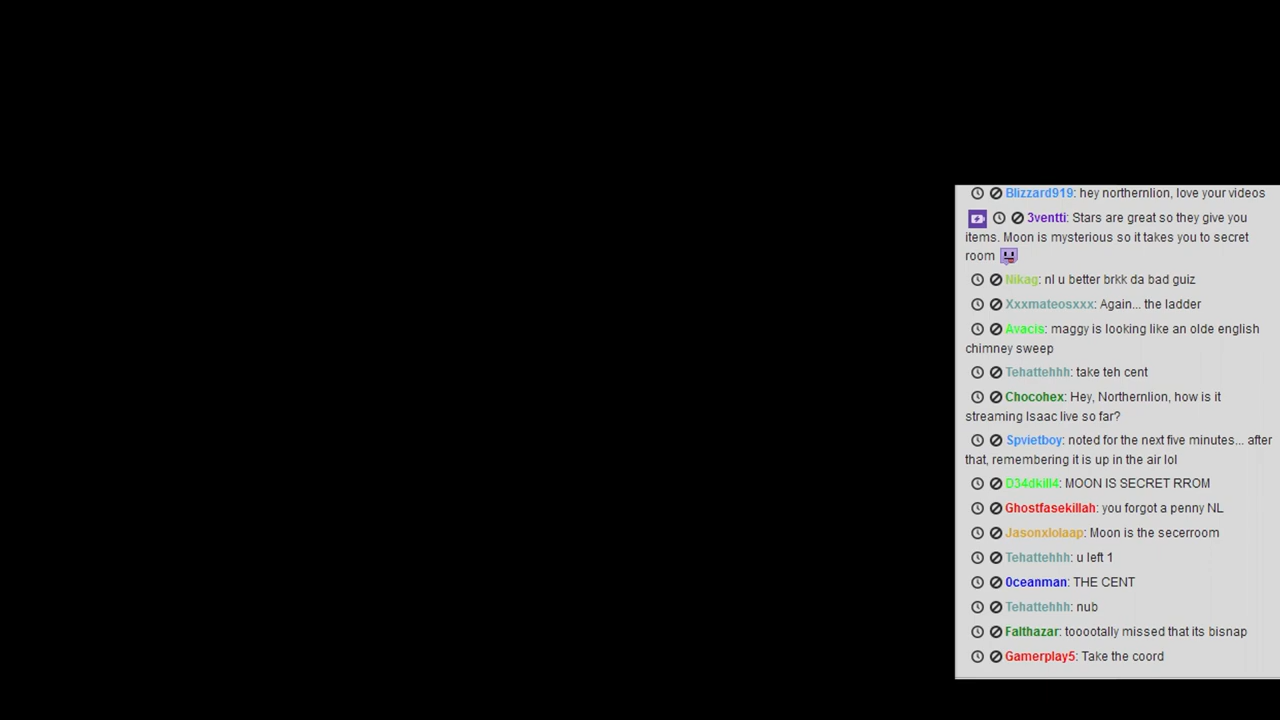 Blizzard919: hey northernlion, love your videos
3ventti: Stars are great so they give you
items. Moon is mysterious so it takes you to secret
room
Nikag: nl u better brkk da bad guiz
Xxxmateosxxx: Again... the ladder
Avacis: maggy is looking like an olde english
chimney sweep
Tehattehhh: take teh cent
Chocohex: Hey, Northernlion, how is it
streaming Isaac live so far?
Spvietboy: noted for the next five minutes... after
that, remembering it is up in the air lol
D34dkill4: MOON IS SECRET RROM
Ghostfasekillah: you forgot a penny NL
Jasonxlolaap: Moon is the secerroom
Tehattehhh: u left 1
0ceanman: THE CENT
Tehattehhh: nub
Falthazar: tooootally missed that its bisnap
Gamerplay5: Take the coord